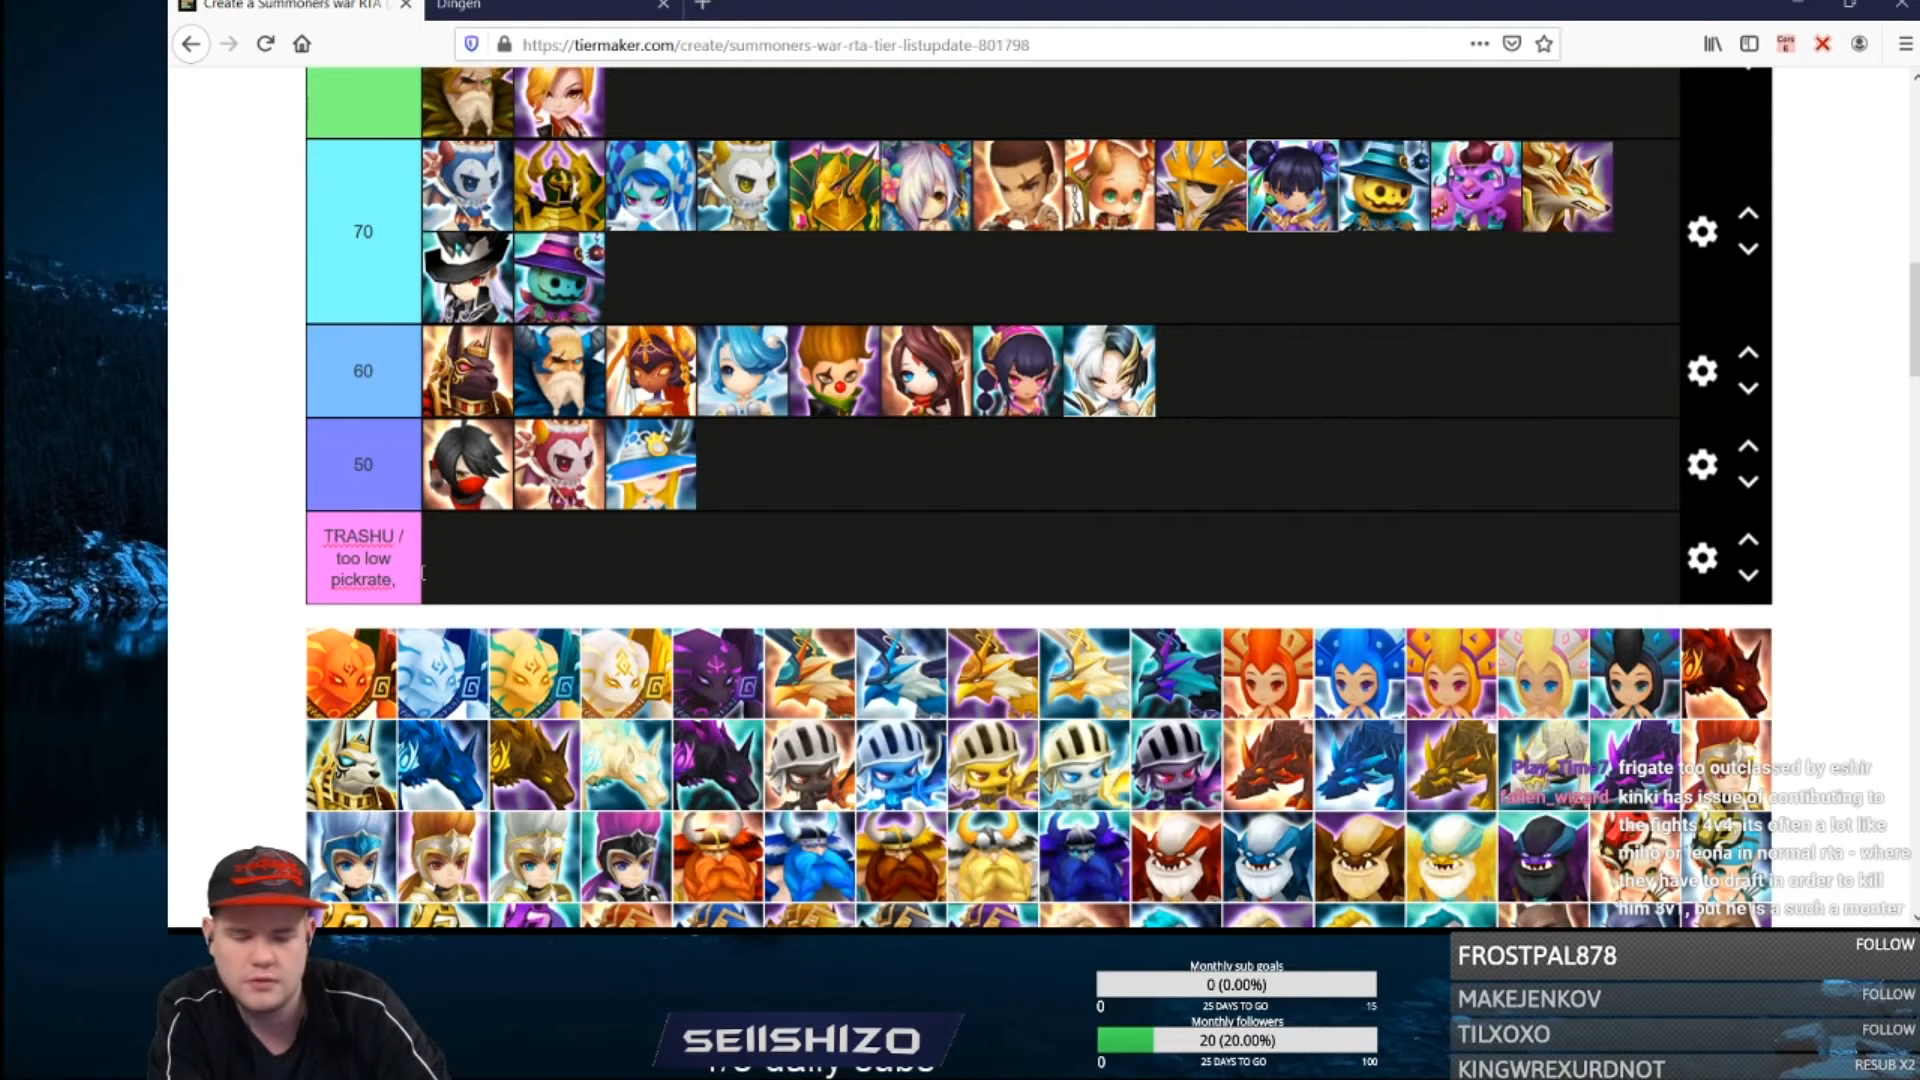 Create a Summoners war RTA (
Dingen
https://tiermaker.com/create/summoners-war-rta-tier-listupdate-801798
70
60
50
TRASHU /
too low
pickrate,
Play_Time7 frigate too outclassed by eshir
fallen_wizard kinki has issue of contibuting to
the fights 4v4 its often a lot like
miho or leona in normal rta - where
they have to draft in order to kill
him 3v1, but he is a such a monter
SEIISHIZO
Monthly sub goals
0 (0.00%)
0 25 DAYS TO GO 15
Monthly followers
20 (20.00%)
0 25 DAYS TO GO 100
FROSTPAL878 FOLLOW
MAKEJENKOV FOLLOW
TILXOXO FOLLOW
KINGWREXURDNOT RESUB X2